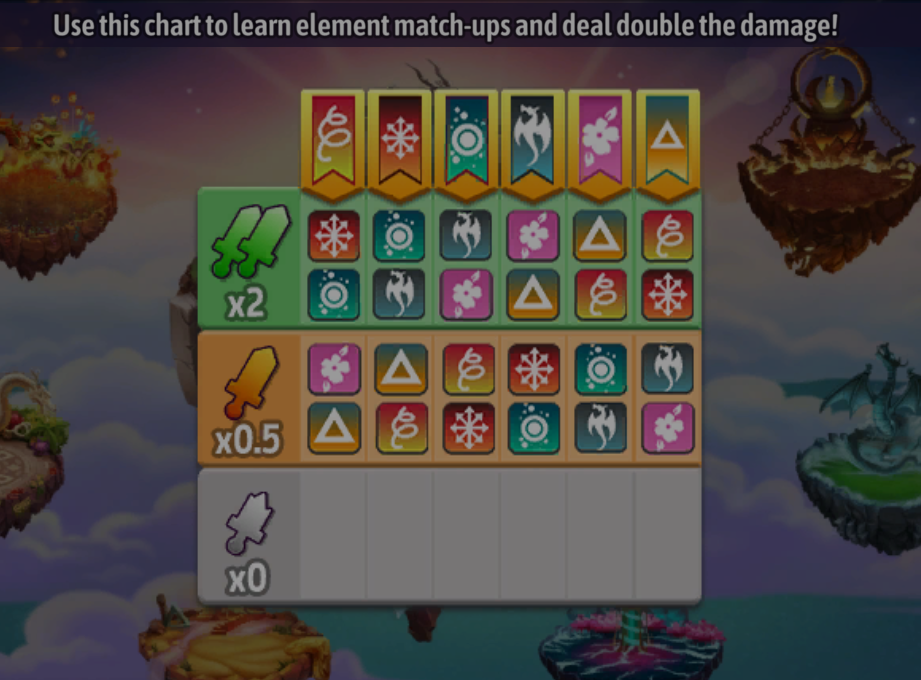 Use this chart to learn element match-ups and deal double the damage!
x2
x0.5
x0